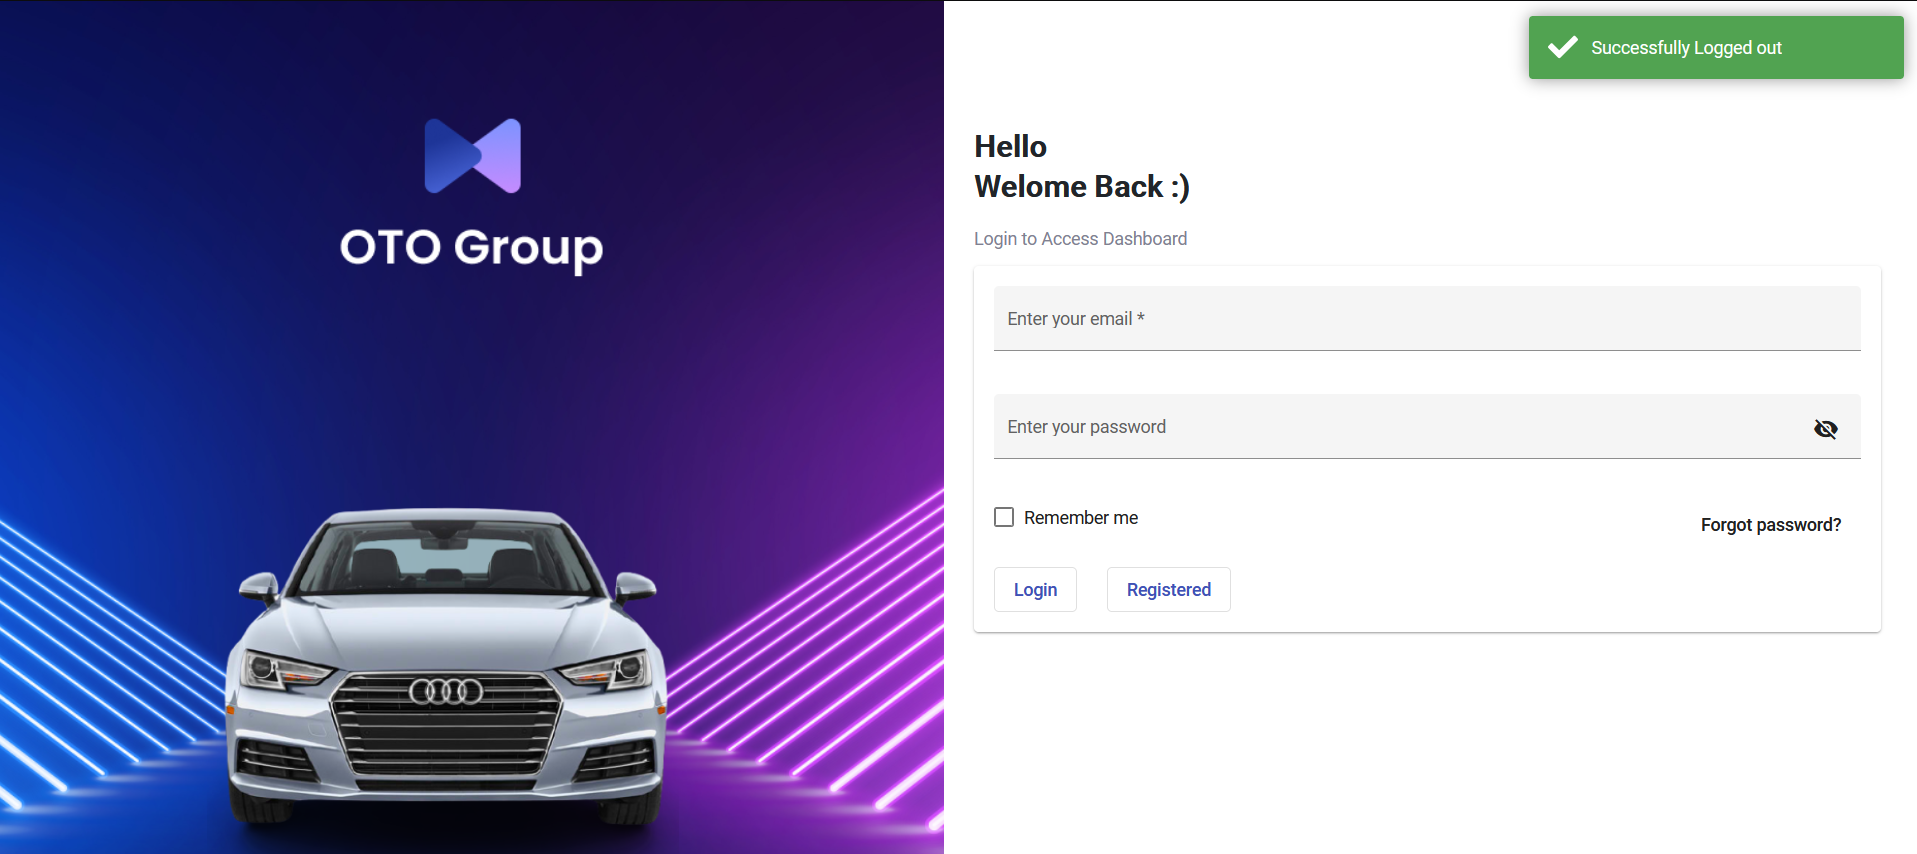 OTO Group
Successfully Logged out
Hello
Welome Back :)
Login to Access Dashboard
Enter your email *
Enter your password
Remember me
Forgot password?
Login
Registered